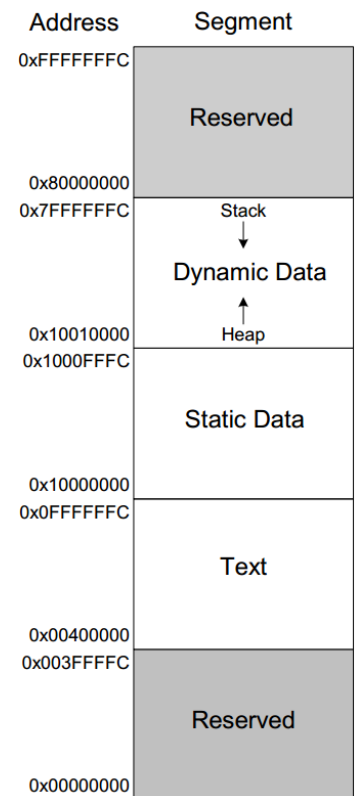 Address Segment
0xFFFFFFFC
Reserved
0x80000000
0x7FFFFFFC Stack
Dynamic Data
0x10010000 Heap
0x1000FFFC
Static Data
0x10000000
0x0FFFFFFC
Text
0x00400000
0x003FFFFC
Reserved
0x00000000